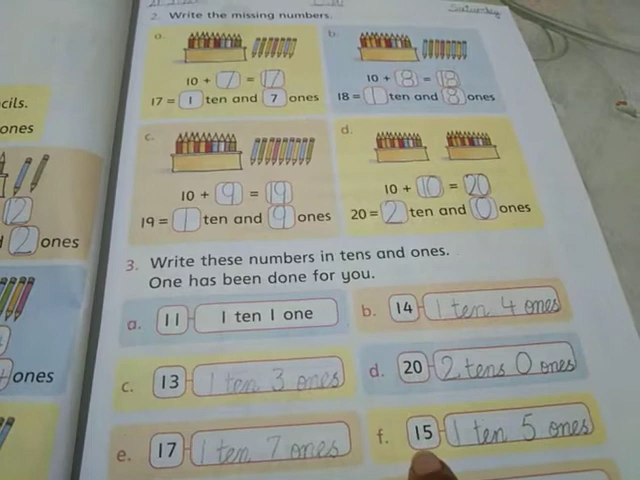 Saturday
2. Write the missing numbers.
a.
10 + 7 = 17
17 = 1 ten and 7 ones
b.
10 + 8 = 18
18 = 1 ten and 8 ones
c.
10 + 9 = 19
19 = 1 ten and 9 ones
d.
10 + 10 = 20
20 = 2 ten and 0 ones
3. Write these numbers in tens and ones.
One has been done for you.
a. 11 1 ten 1 one
b. 14 1 ten 4 ones
c. 13 1 ten 3 ones
d. 20 2 tens 0 ones
e. 17 1 ten 7 ones
f. 15 1 ten 5 ones
cils.
ones
12
2 ones
ones